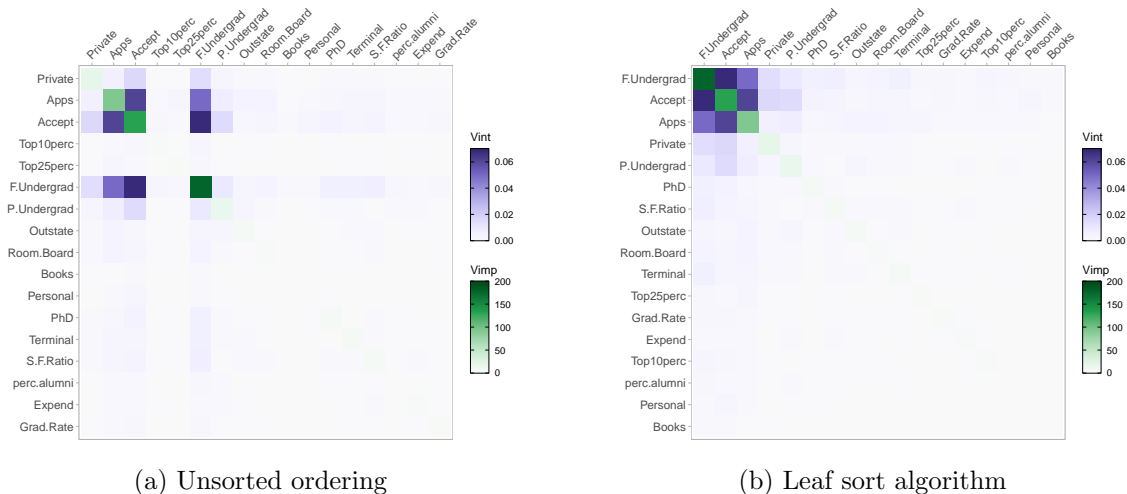 Private
Apps
Accept
Top10perc
Top25perc
F.Undergrad
P.Undergrad
Outstate
Room.Board
Books
Personal
PhD
Terminal
S.F.Ratio
perc.alumni
Expend
Grad.Rate
Private
Apps
Accept
Top10perc
Top25perc
F.Undergrad
P.Undergrad
Outstate
Room.Board
Books
Personal
PhD
Terminal
S.F.Ratio
perc.alumni
Expend
Grad.Rate
Vint
0.06
0.04
0.02
0.00
Vimp
200
150
100
50
0
(a) Unsorted ordering
F.Undergrad
Accept
Apps
Private
P.Undergrad
PhD
S.F.Ratio
Outstate
Room.Board
Terminal
Top25perc
Grad.Rate
Expend
Top10perc
perc.alumni
Personal
Books
F.Undergrad
Accept
Apps
Private
P.Undergrad
PhD
S.F.Ratio
Outstate
Room.Board
Terminal
Top25perc
Grad.Rate
Expend
Top10perc
perc.alumni
Personal
Books
Vint
0.06
0.04
0.02
0.00
Vimp
200
150
100
50
0
(b) Leaf sort algorithm